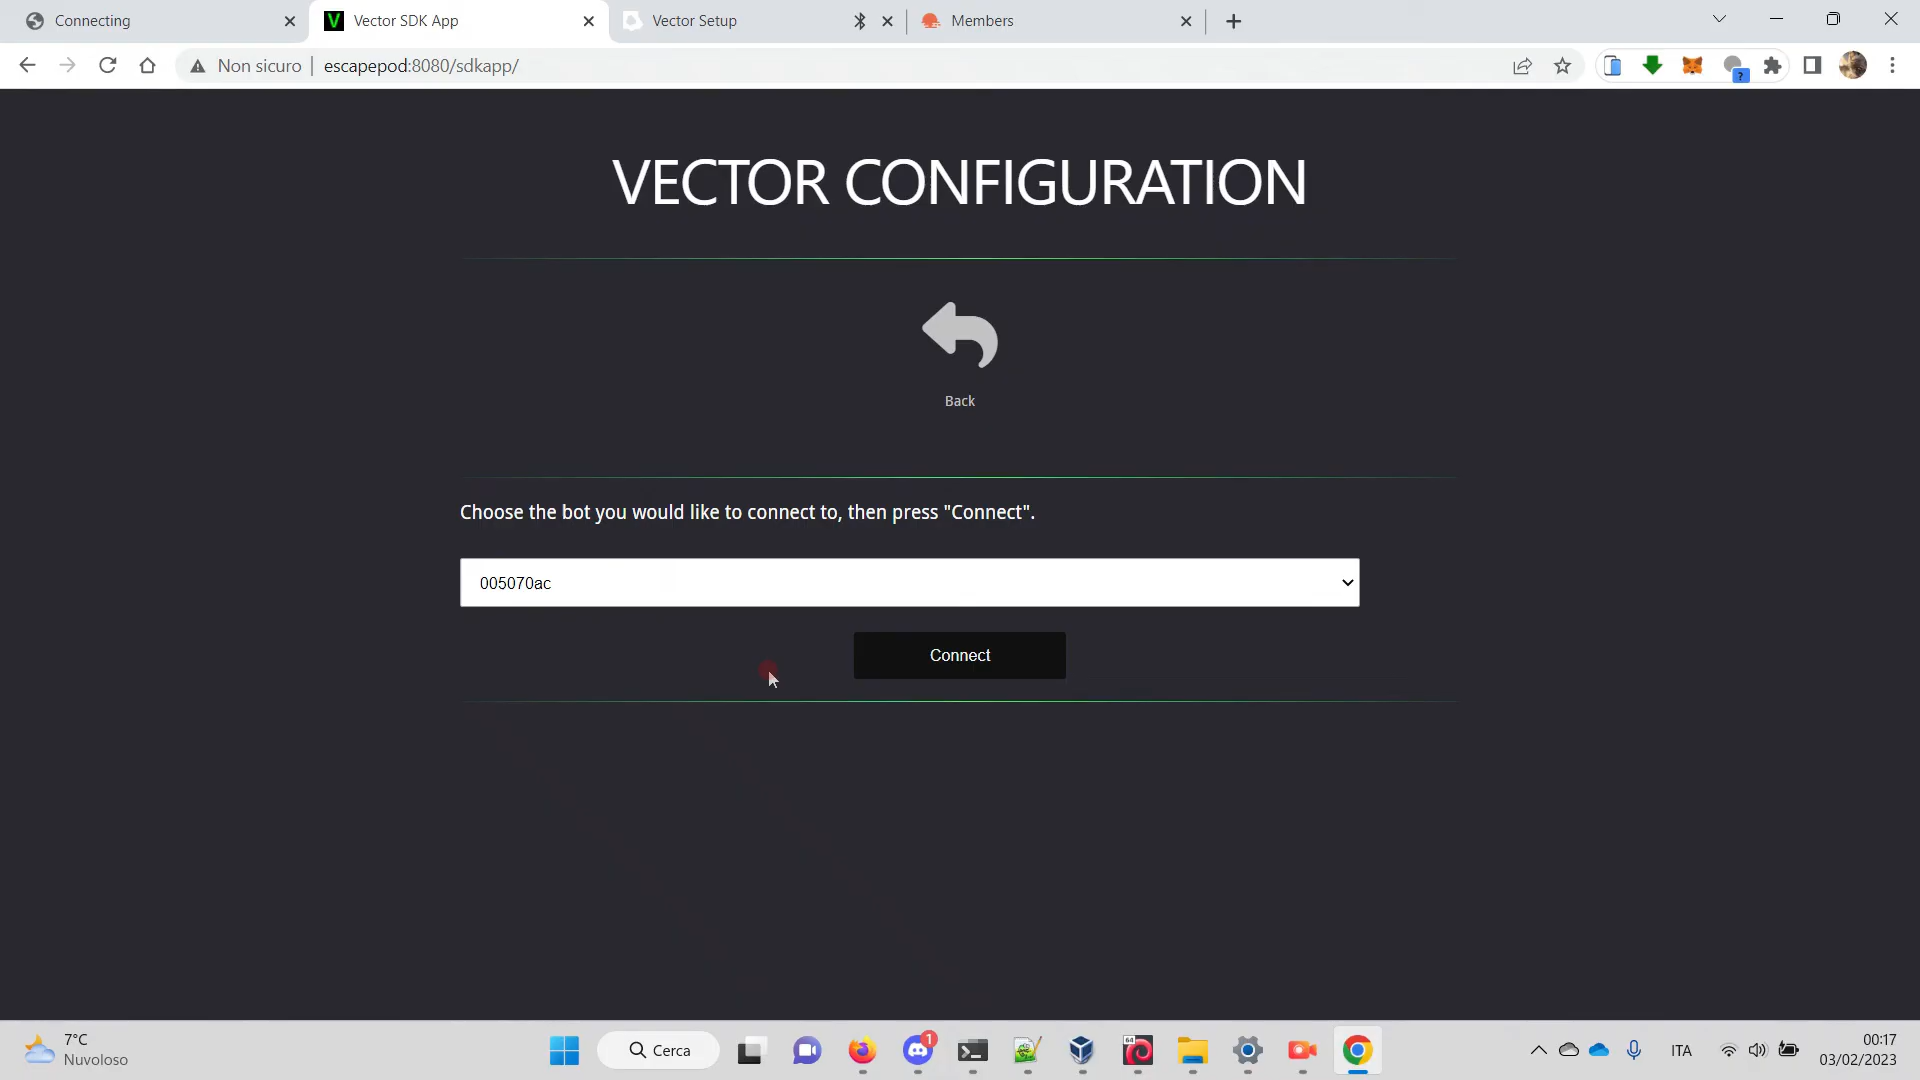 Connecting
Vector SDK App
Vector Setup
Members
Non sicuro
escapepod:8080/sdkapp/
?
VECTOR CONFIGURATION
Back
Choose the bot you would like to connect to, then press "Connect".
005070ac
Connect
7°C
Nuvoloso
Cerca
1
64
ITA
00:17
03/02/2023